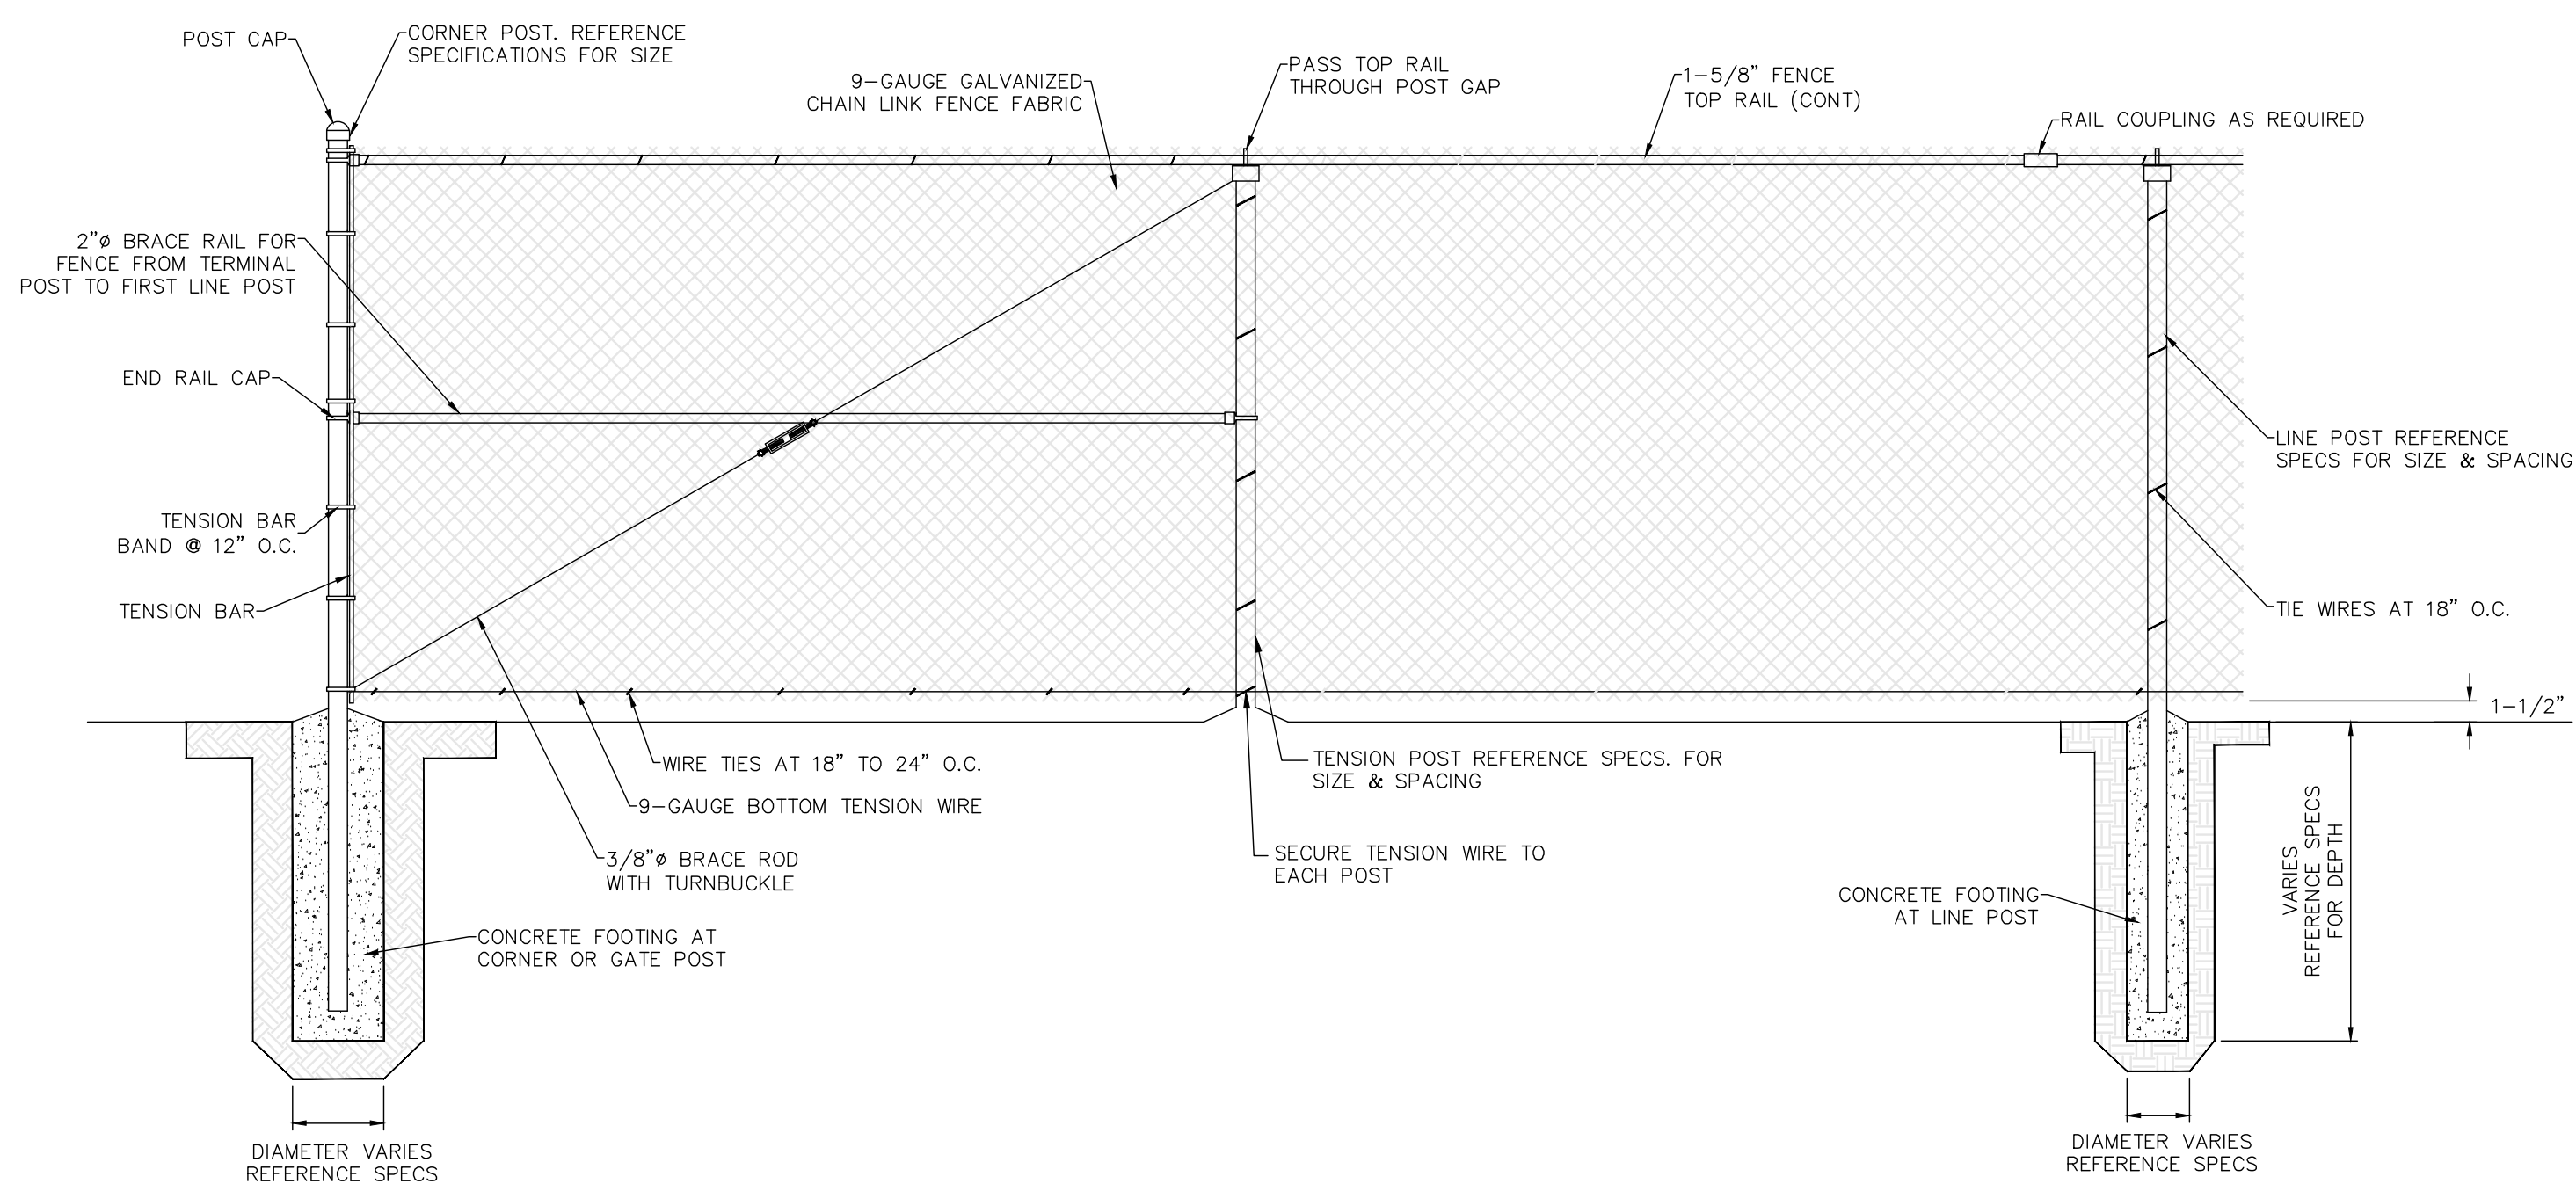 POST CAP
CORNER POST. REFERENCE
SPECIFICATIONS FOR SIZE
9-GAUGE GALVANIZED
CHAIN LINK FENCE FABRIC
PASS TOP RAIL
THROUGH POST GAP
1-5/8" FENCE
TOP RAIL (CONT)
RAIL COUPLING AS REQUIRED
2"ø BRACE RAIL FOR
FENCE FROM TERMINAL
POST TO FIRST LINE POST
END RAIL CAP
TENSION BAR
BAND @ 12" O.C.
TENSION BAR
LINE POST REFERENCE
SPECS FOR SIZE & SPACING
TIE WIRES AT 18" O.C.
1-1/2"
WIRE TIES AT 18" TO 24" O.C.
9-GAUGE BOTTOM TENSION WIRE
3/8"ø BRACE ROD
WITH TURNBUCKLE
TENSION POST REFERENCE SPECS. FOR
SIZE & SPACING
SECURE TENSION WIRE TO
EACH POST
CONCRETE FOOTING AT
CORNER OR GATE POST
CONCRETE FOOTING
AT LINE POST
VARIES
REFERENCE SPECS
FOR DEPTH
DIAMETER VARIES
REFERENCE SPECS
DIAMETER VARIES
REFERENCE SPECS